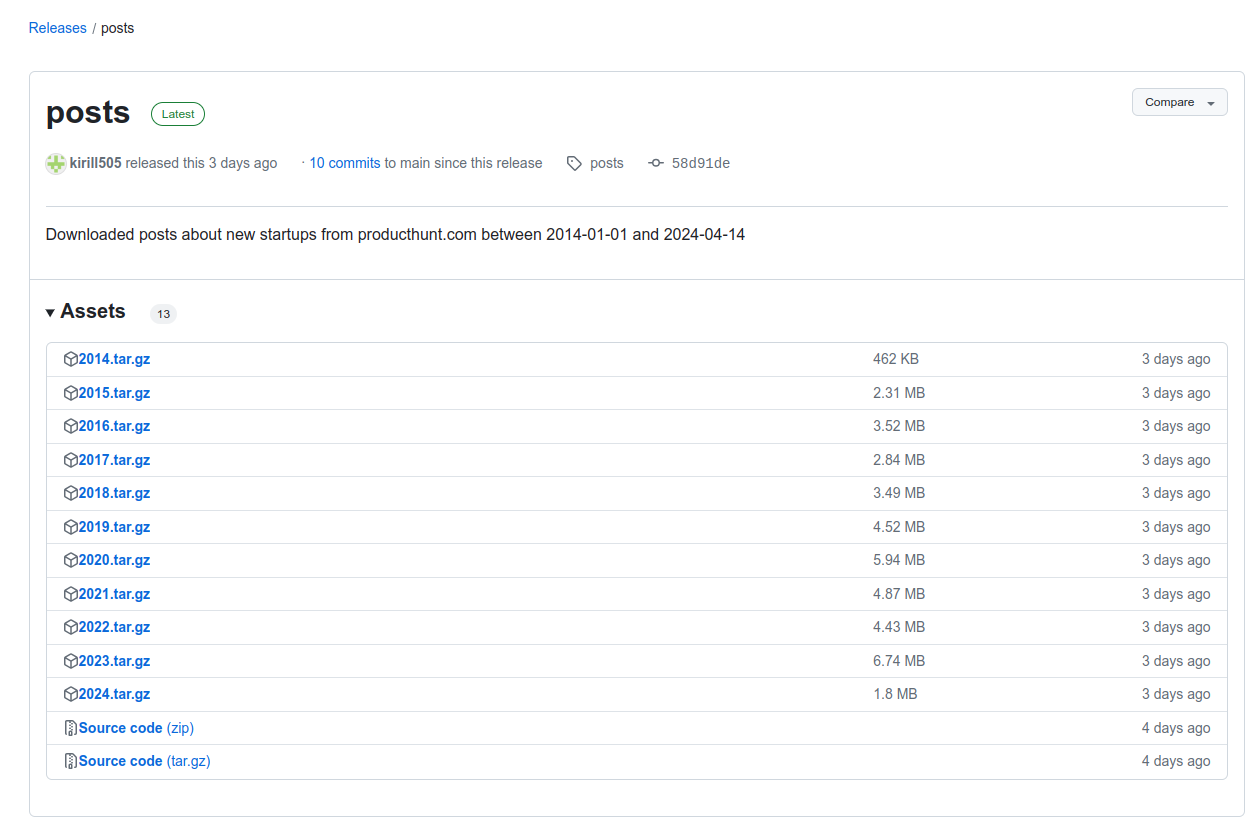 Releases / posts
posts Latest Compare
kirill505 released this 3 days ago · 10 commits to main since this release posts 58d91de
Downloaded posts about new startups from producthunt.com between 2014-01-01 and 2024-04-14
Assets 13
2014.tar.gz 462 KB 3 days ago
2015.tar.gz 2.31 MB 3 days ago
2016.tar.gz 3.52 MB 3 days ago
2017.tar.gz 2.84 MB 3 days ago
2018.tar.gz 3.49 MB 3 days ago
2019.tar.gz 4.52 MB 3 days ago
2020.tar.gz 5.94 MB 3 days ago
2021.tar.gz 4.87 MB 3 days ago
2022.tar.gz 4.43 MB 3 days ago
2023.tar.gz 6.74 MB 3 days ago
2024.tar.gz 1.8 MB 3 days ago
Source code (zip) 4 days ago
Source code (tar.gz) 4 days ago